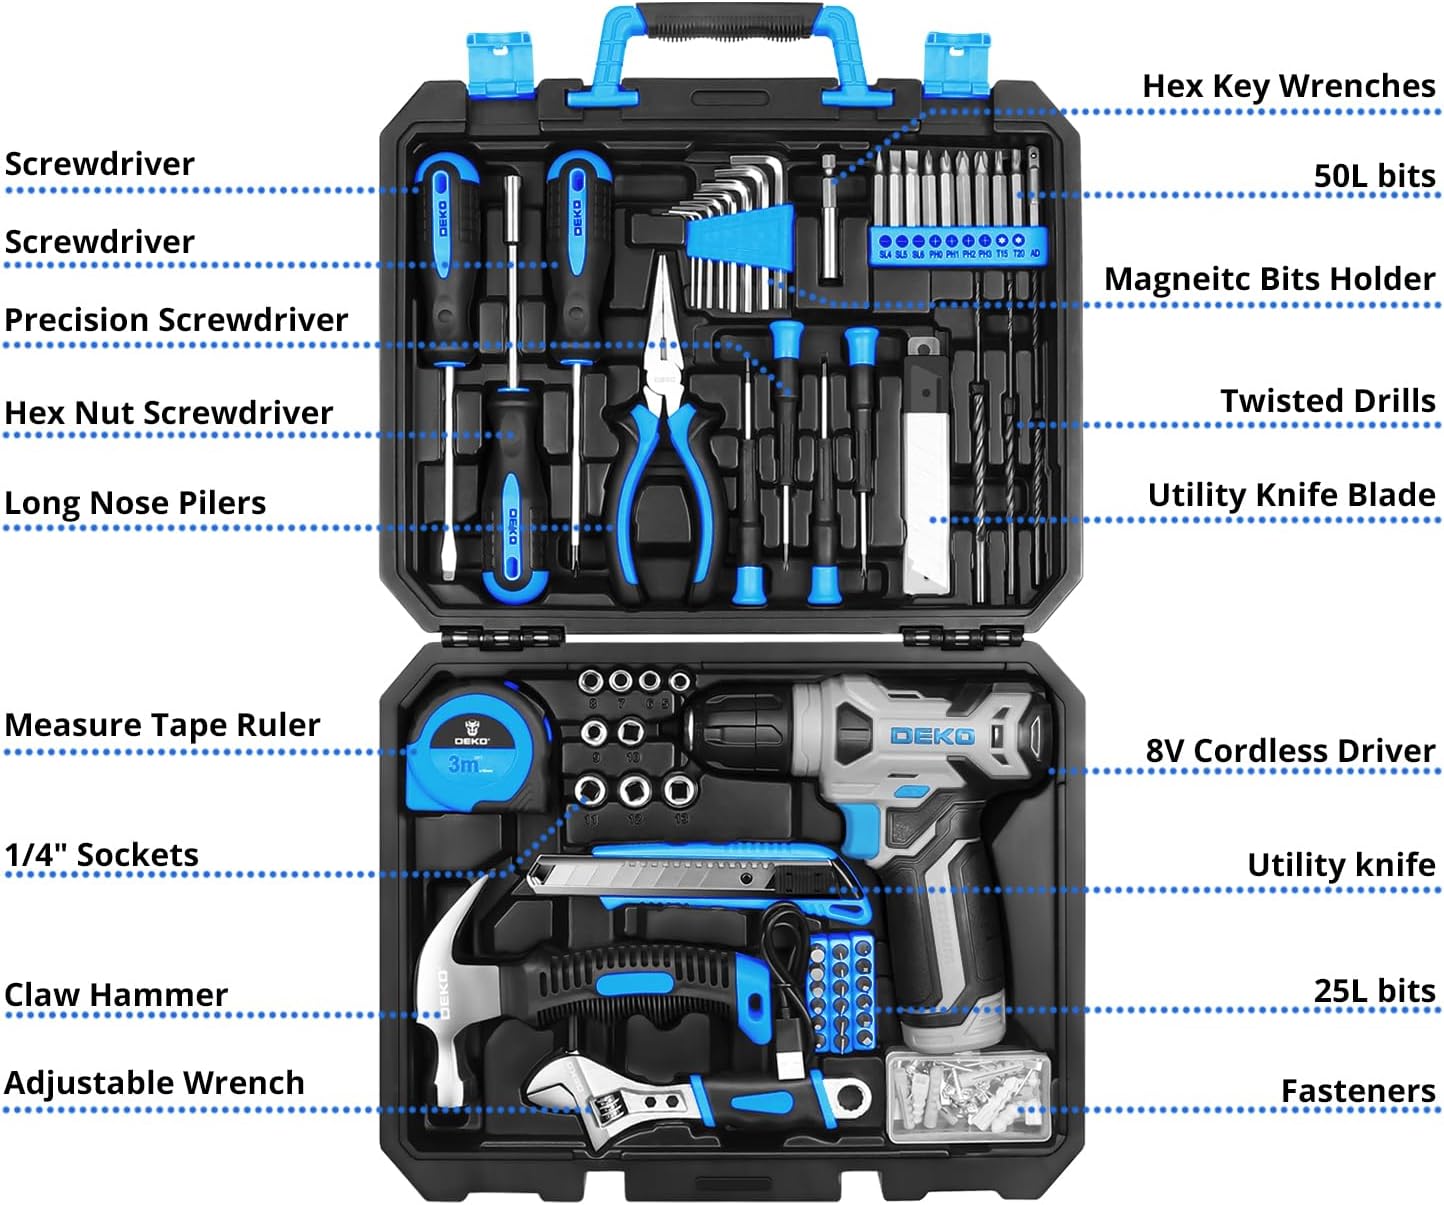 Hex Key Wrenches
Screwdriver
50L bits
DEKO
DEKO
Screwdriver
SL4 SL5 SL6 PH0 PH1 PH2 PH3 T15 T20 AD
Magneitc Bits Holder
Precision Screwdriver
DEKO
Twisted Drills
Hex Nut Screwdriver
Utility Knife Blade
Long Nose Pilers
DEKO
8 7 6 5
Measure Tape Ruler
DEKO
3m
DEKO
8V Cordless Driver
9 10
11 12 13
1/4" Sockets
Utility knife
Claw Hammer
DEKO
25L bits
Adjustable Wrench
DEKO
Fasteners